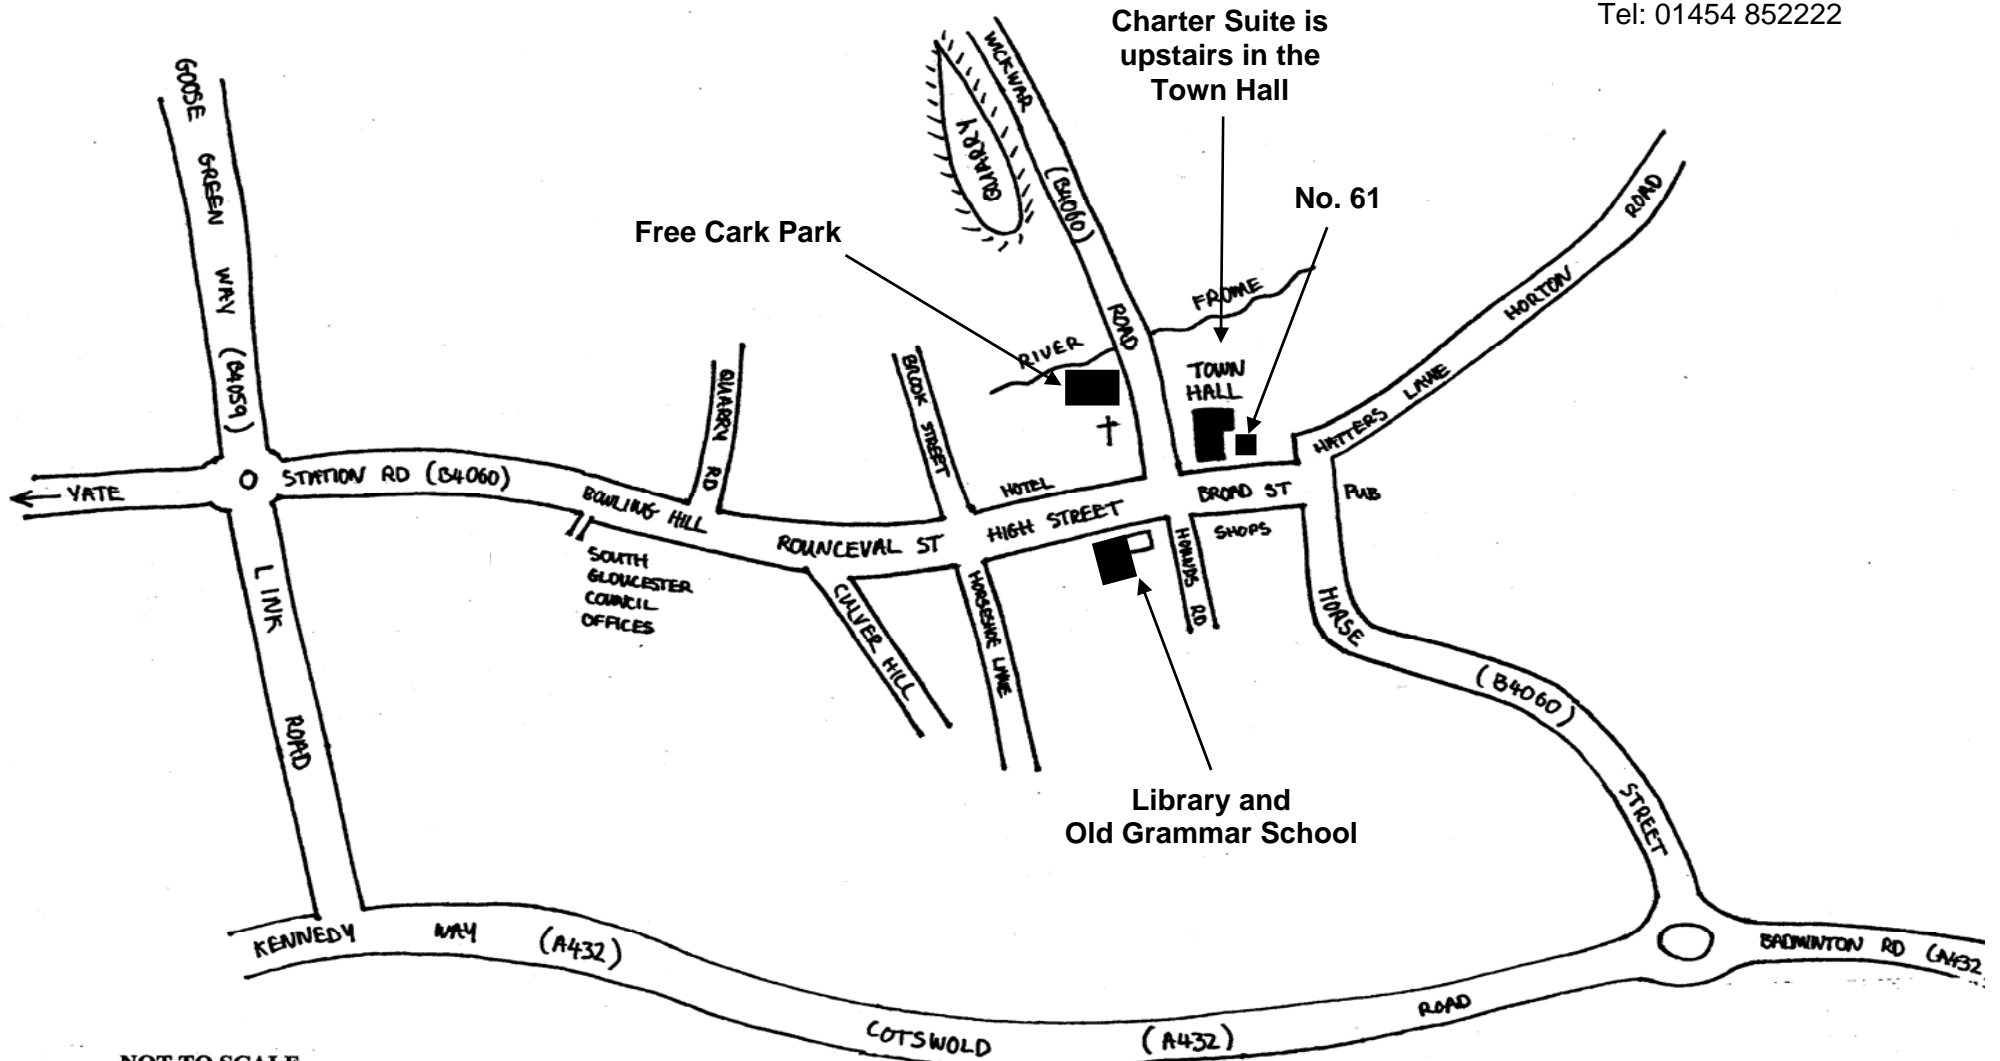 Charter Suite is
upstairs in the
Town Hall
Tel: 01454 852222
No. 61
Free Cark Park
GOOSE GREEN WAY (B4059)
QUARRY
WICKWAR ROAD (B4060)
RIVER FROME
TOWN
HALL
HATTERS LANE
HORTON ROAD
QUARRY RD
BROOK STREET
YATE
STATION RD (B4060)
BOWLING HILL
ROUNCEVAL ST
HOTEL
HIGH STREET
BROAD ST
PUB
SHOPS
HOUNDS RD
SOUTH
GLOUCESTER
COUNCIL
OFFICES
CULVER HILL
HORSESHOE LANE
LINK ROAD
HORSE STREET (B4060)
Library and
Old Grammar School
KENNEDY WAY (A432)
COTSWOLD ROAD (A432)
BADMINTON RD (A432
NOT TO SCALE